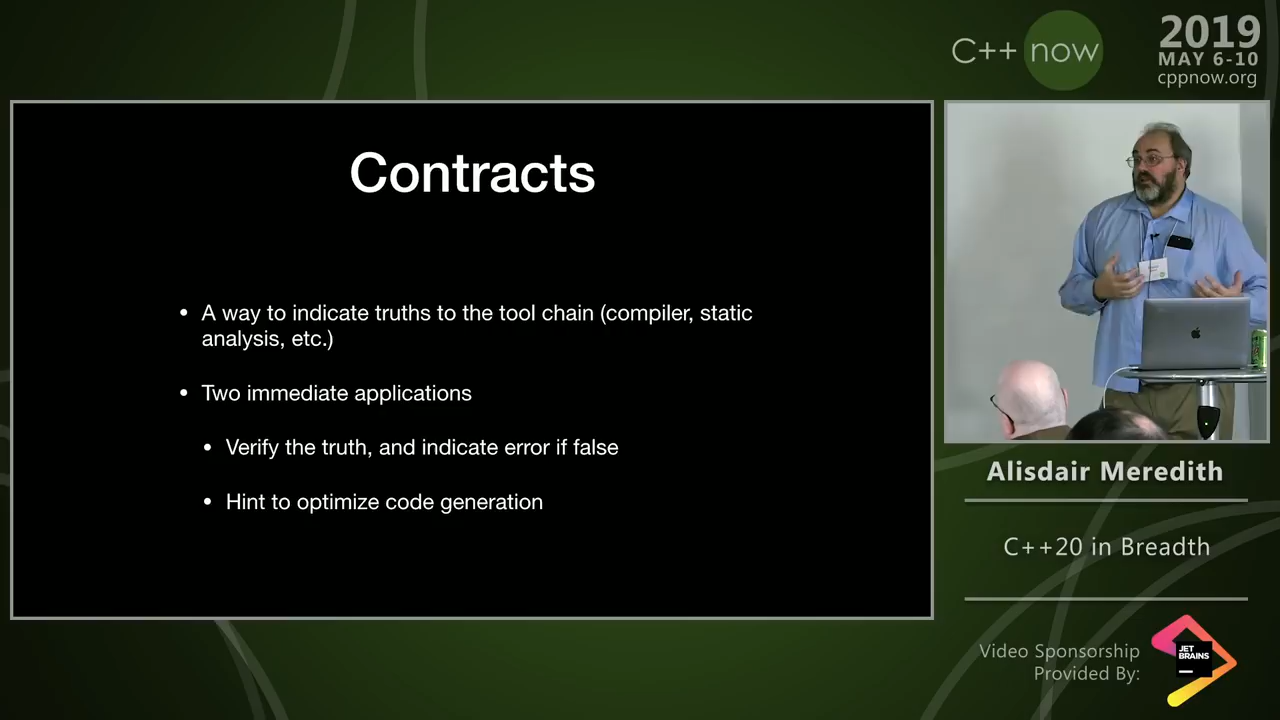 C++ now
2019
MAY 6-10
cppnow.org
Contracts
• A way to indicate truths to the tool chain (compiler, static
analysis, etc.)
• Two immediate applications
• Verify the truth, and indicate error if false
• Hint to optimize code generation
Alisdair Meredith
C++20 in Breadth
Video Sponsorship
Provided By:
JET
BRAINS